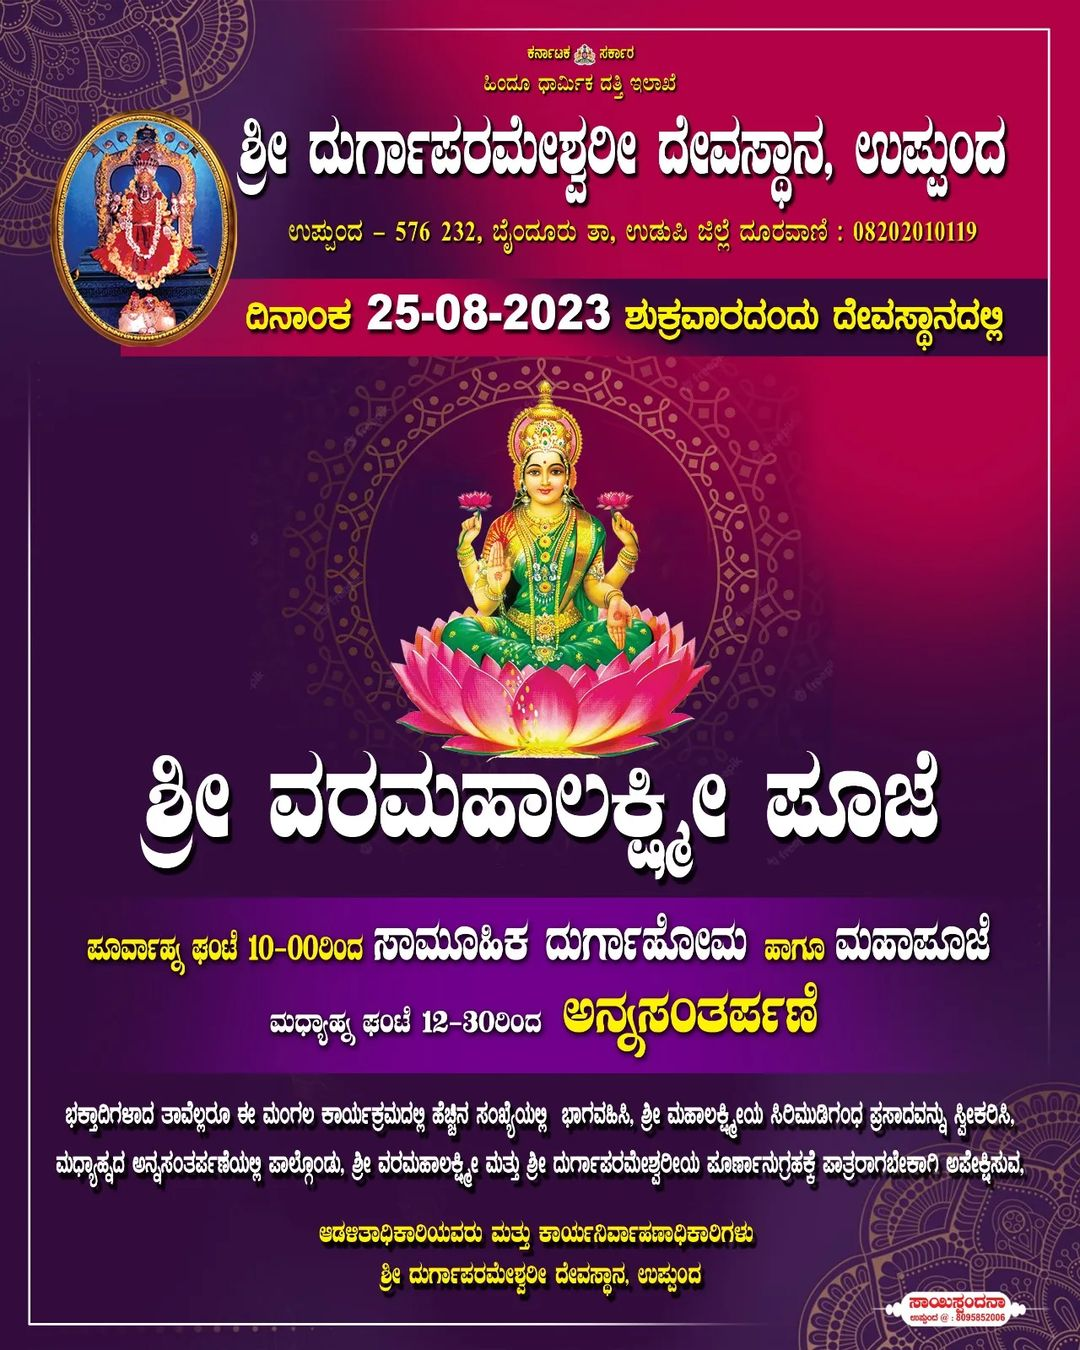 ಕರ್ನಾಟಕ ಸರ್ಕಾರ
ಹಿಂದೂ ಧಾರ್ಮಿಕ ದತ್ತಿ ಇಲಾಖೆ
ಶ್ರೀ ದುರ್ಗಾಪರಮೇಶ್ವರೀ ದೇವಸ್ಥಾನ, ಉಪ್ಪುಂದ
ಉಪ್ಪುಂದ - 576 232, ಬೈಂದೂರು ತಾ, ಉಡುಪಿ ಜಿಲ್ಲೆ ದೂರವಾಣಿ : 08202010119
ದಿನಾಂಕ 25-08-2023 ಶುಕ್ರವಾರದಂದು ದೇವಸ್ಥಾನದಲ್ಲಿ
ಶ್ರೀ ವರಮಹಾಲಕ್ಷ್ಮೀ ಪೂಜೆ
ಪೂರ್ವಾಹ್ನ ಘಂಟೆ 10-00ರಿಂದ ಸಾಮೂಹಿಕ ದುರ್ಗಾಹೋಮ ಹಾಗೂ ಮಹಾಪೂಜೆ
ಮಧ್ಯಾಹ್ನ ಘಂಟೆ 12-30ರಿಂದ ಅನ್ನಸಂತರ್ಪಣೆ
ಭಕ್ತಾದಿಗಳಾದ ತಾವೆಲ್ಲರೂ ಈ ಮಂಗಲ ಕಾರ್ಯಕ್ರಮದಲ್ಲಿ ಹೆಚ್ಚಿನ ಸಂಖ್ಯೆಯಲ್ಲಿ ಭಾಗವಹಿಸಿ, ಶ್ರೀ ಮಹಾಲಕ್ಷ್ಮೀಯ ಸಿರಿಮುಡಿಗಂಧ ಪ್ರಸಾದವನ್ನು ಸ್ವೀಕರಿಸಿ,
ಮಧ್ಯಾಹ್ನದ ಅನ್ನಸಂತರ್ಪಣೆಯಲ್ಲಿ ಪಾಲ್ಗೊಂಡು, ಶ್ರೀ ವರಮಹಾಲಕ್ಷ್ಮೀ ಮತ್ತು ಶ್ರೀ ದುರ್ಗಾಪರಮೇಶ್ವರೀಯ ಪೂರ್ಣಾನುಗ್ರಹಕ್ಕೆ ಪಾತ್ರರಾಗಬೇಕಾಗಿ ಅಪೇಕ್ಷಿಸುವ,
ಆಡಳಿತಾಧಿಕಾರಿಯವರು ಮತ್ತು ಕಾರ್ಯನಿರ್ವಾಹಣಾಧಿಕಾರಿಗಳು
ಶ್ರೀ ದುರ್ಗಾಪರಮೇಶ್ವರೀ ದೇವಸ್ಥಾನ, ಉಪ್ಪುಂದ
ಸಾಯಿಸ್ಪಂದನಾ
ಉಪ್ಪುಂದ @ : 8095852006